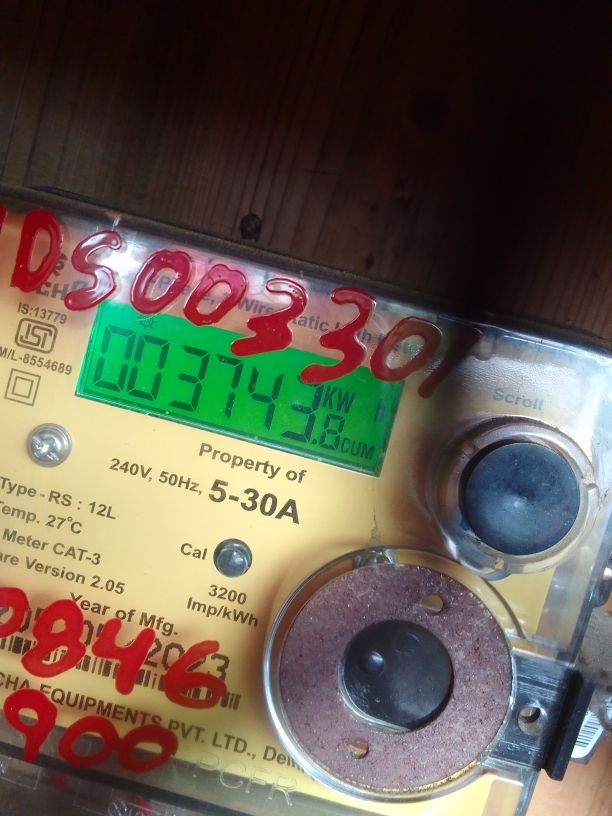 DS003301
IS:13779
M/L-8554689
003743.8 KW h CUM
Scroll
Property of
240V, 50Hz, 5-30A
Type - RS : 12L
Temp. 27°C
Meter CAT-3
are Version 2.05
Cal
3200
Imp/kWh
Year of Mfg.
2023
0846
CHA EQUIPMENTS PVT. LTD.,
900